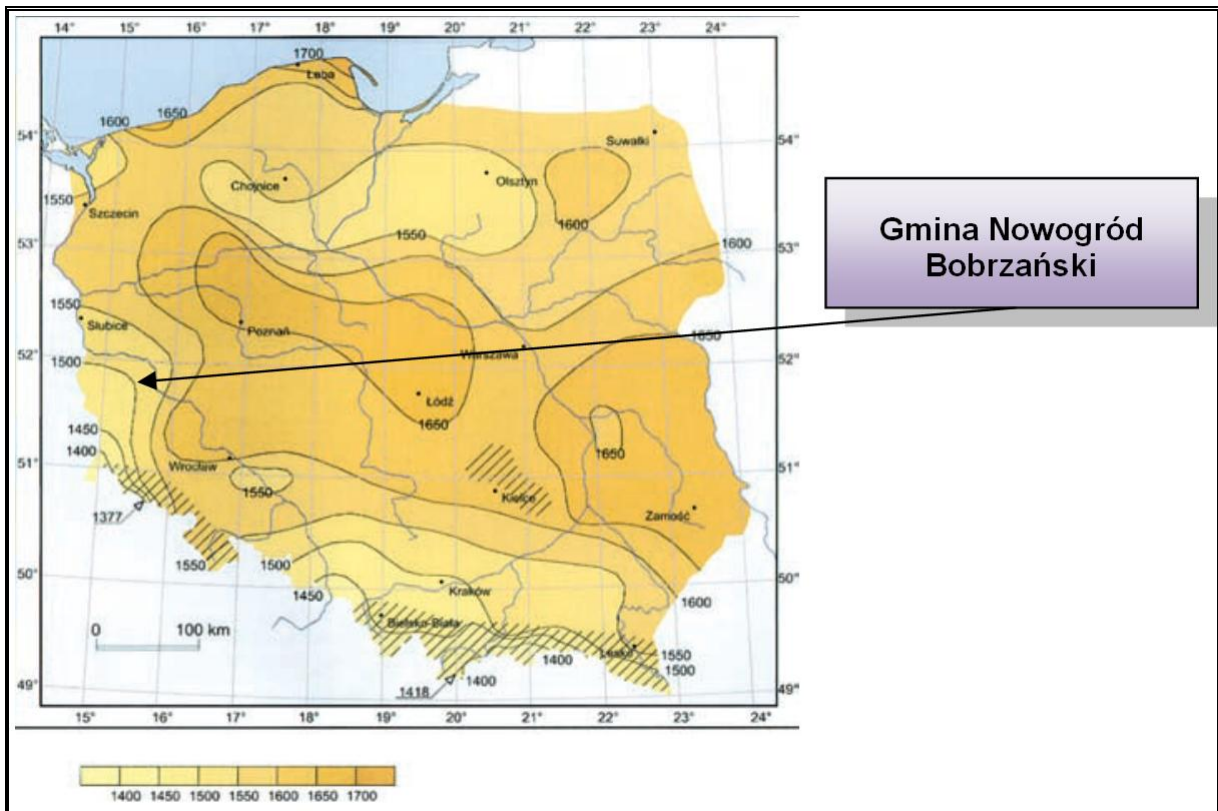 14° 15° 16° 17° 18° 19° 20° 21° 22° 23° 24°
1700
Łeba
1650
1600
54° 54°
Suwałki
Chojnice
Olsztyn
1550
Szczecin
1600
53° 1550 1600 53°
Gmina Nowogród
Bobrzański
1550
Słubice
Poznań
1650
Warszawa
52° 52°
1500
Łódź
1650
1450
1650
1400
51° Wrocław 51°
1550
Kielce
1377
Zamość
1550
1500
50° 50°
1450
Kraków
1600
0 100 km
Bielsko-Biała
Lesko
1550
1400
1500
49° 1418 1400 49°
15° 16° 17° 18° 19° 20° 21° 22° 23°
1400 1450 1500 1550 1600 1650 1700